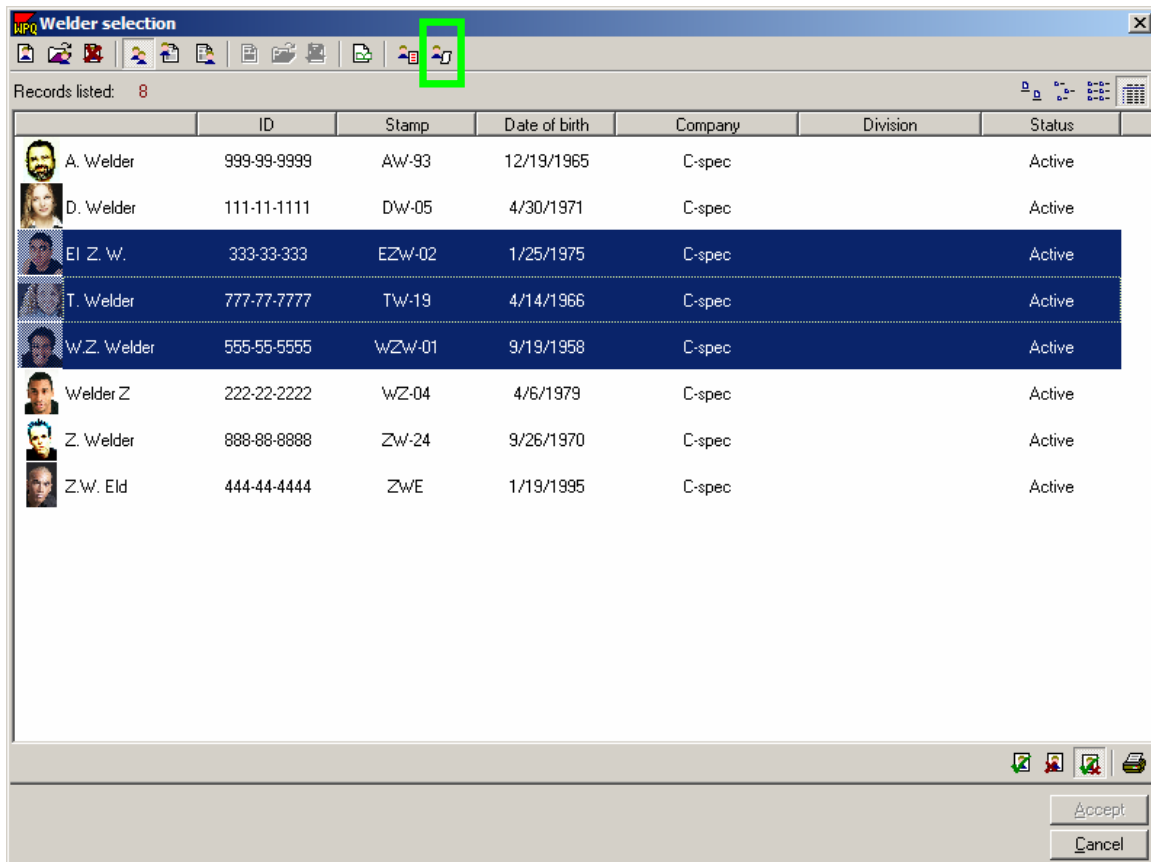 WPQ Welder selection
Records listed: 8
ID Stamp Date of birth Company Division Status
A. Welder 999-99-9999 AW-93 12/19/1965 C-spec Active
D. Welder 111-11-1111 DW-05 4/30/1971 C-spec Active
El Z. W. 333-33-333 EZW-02 1/25/1975 C-spec Active
T. Welder 777-77-7777 TW-19 4/14/1966 C-spec Active
W.Z. Welder 555-55-5555 WZW-01 9/19/1958 C-spec Active
Welder Z 222-22-2222 WZ-04 4/6/1979 C-spec Active
Z. Welder 888-88-8888 ZW-24 9/26/1970 C-spec Active
Z.W. Eld 444-44-4444 ZWE 1/19/1995 C-spec Active
Accept
Cancel